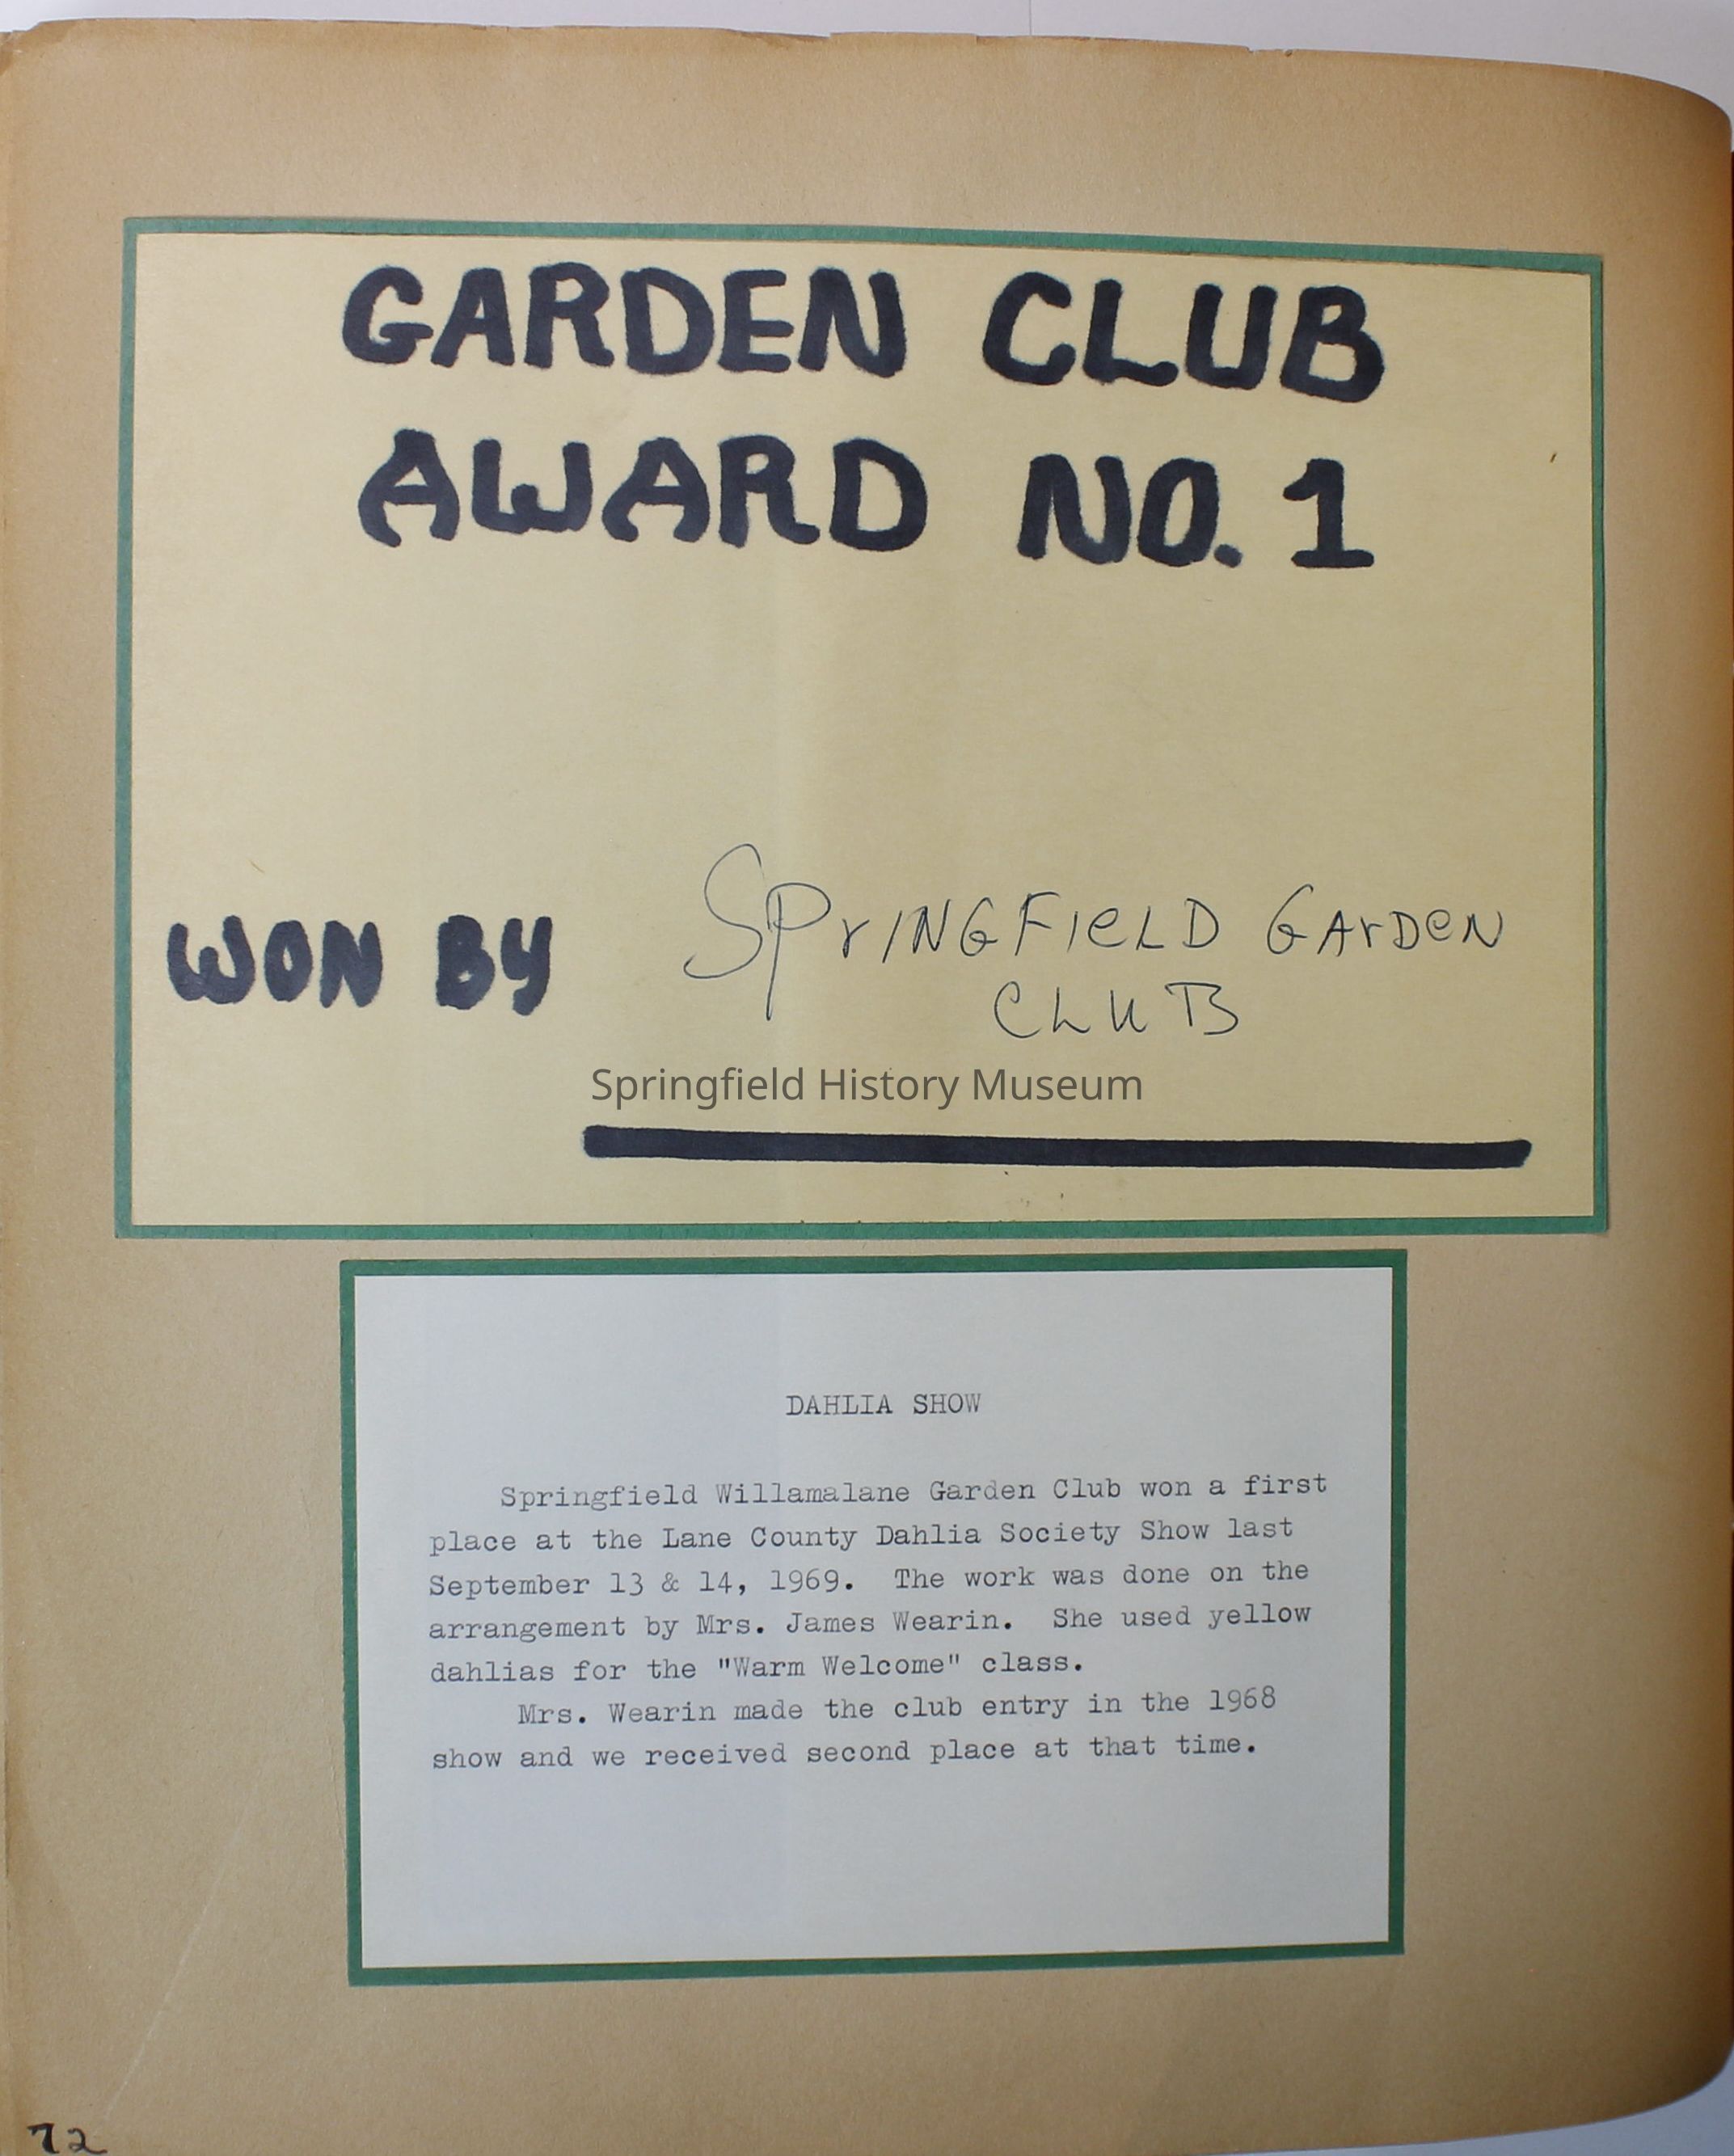 GARDEN CLUB
AWARD NO. 1
WON BY SPrINGFIeLD GArDeN
CLUB
Springfield History Museum
DAHLIA SHOW
Springfield Willamalane Garden Club won a first
place at the Lane County Dahlia Society Show last
September 13 & 14, 1969. The work was done on the
arrangement by Mrs. James Wearin. She used yellow
dahlias for the "Warm Welcome" class.
Mrs. Wearin made the club entry in the 1968
show and we received second place at that time.
72